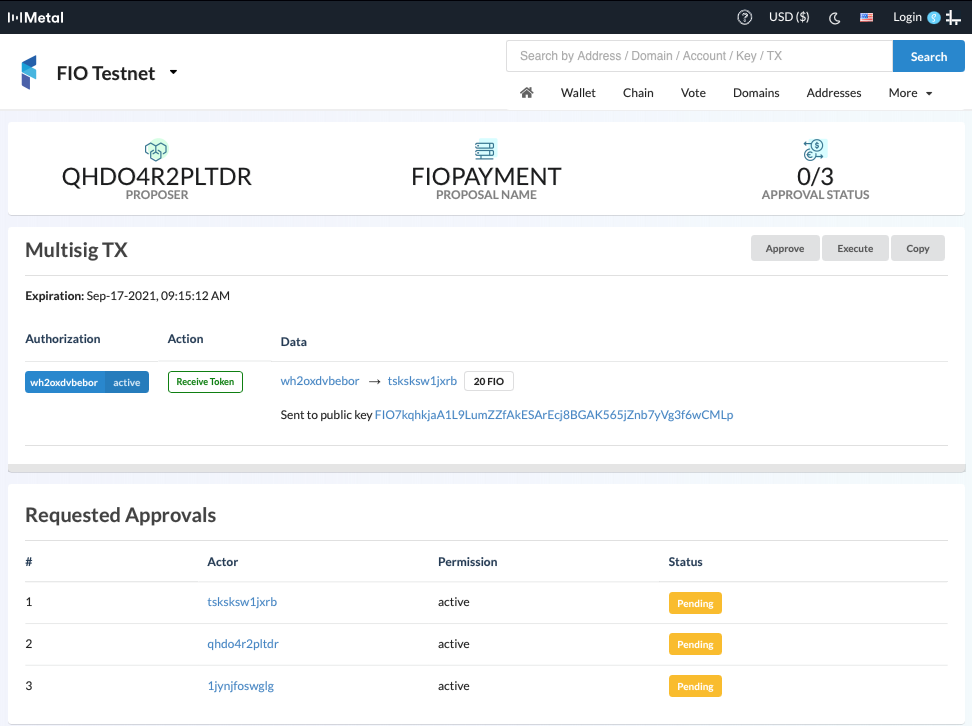 Metal
USD ($)
Login
FIO Testnet
Search by Address / Domain / Account / Key / TX
Search
Wallet
Chain
Vote
Domains
Addresses
More
QHDO4R2PLTDR
PROPOSER
FIOPAYMENT
PROPOSAL NAME
0/3
APPROVAL STATUS
Multisig TX
Approve
Execute
Copy
Expiration: Sep-17-2021, 09:15:12 AM
Authorization Action Data
wh2oxdvbebor active Receive Token wh2oxdvbebor → tsksksw1jxrb 20 FIO
Sent to public key FIO7kqhkjaA1L9LumZZfAkESArEcj8BGAK565jZnb7yVg3f6wCMLp
Requested Approvals
# Actor Permission Status
1 tsksksw1jxrb active Pending
2 qhdo4r2pltdr active Pending
3 1jynjfoswglg active Pending